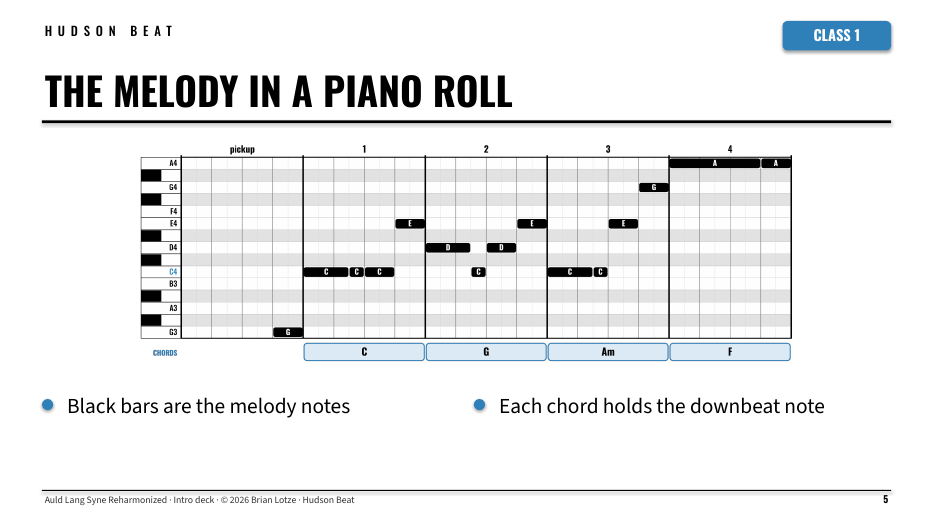 HUDSON BEAT
CLASS 1
THE MELODY IN A PIANO ROLL
pickup 1 2 3 4
A4 A A
G4 G
F4
E4 E E E
D4 D D
C4 C C C C C C
B3
A3
G3 G
CHORDS C G Am F
Black bars are the melody notes
Each chord holds the downbeat note
Auld Lang Syne Reharmonized · Intro deck · © 2026 Brian Lotze · Hudson Beat
5